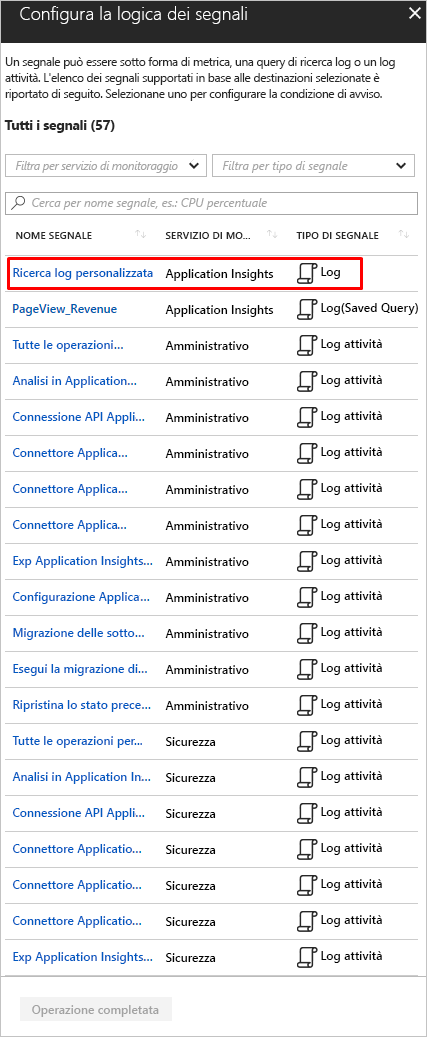 Configura la logica dei segnali
Un segnale può essere sotto forma di metrica, una query di ricerca log o un log
attività. L'elenco dei segnali supportati in base alle destinazioni selezionate è
riportato di seguito. Selezionane uno per configurare la condizione di avviso.
Tutti i segnali (57)
Filtra per servizio di monitoraggio Filtra per tipo di segnale
Cerca per nome segnale, es.: CPU percentuale
NOME SEGNALE SERVIZIO DI MO... TIPO DI SEGNALE
Ricerca log personalizzata Application Insights Log
PageView_Revenue Application Insights Log(Saved Query)
Tutte le operazioni... Amministrativo Log attività
Analisi in Application... Amministrativo Log attività
Connessione API Appli... Amministrativo Log attività
Connettore Applica... Amministrativo Log attività
Connettore Applica... Amministrativo Log attività
Connettore Applica... Amministrativo Log attività
Exp Application Insights... Amministrativo Log attività
Configurazione Applica... Amministrativo Log attività
Migrazione delle sotto... Amministrativo Log attività
Esegui la migrazione di... Amministrativo Log attività
Ripristina lo stato prece... Amministrativo Log attività
Tutte le operazioni per... Sicurezza Log attività
Analisi in Application In... Sicurezza Log attività
Connessione API Appli... Sicurezza Log attività
Connettore Applicatio... Sicurezza Log attività
Connettore Applicatio... Sicurezza Log attività
Connettore Applicatio... Sicurezza Log attività
Exp Application Insights... Sicurezza Log attività
Operazione completata